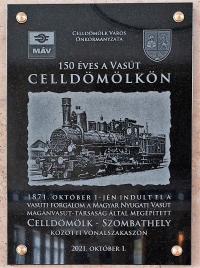 CELLDÖMÖLK VÁROS
ÖNKORMÁNYZATA
MÁV
150 ÉVES A VASÚT
CELLDÖMÖLKÖN
1871. OKTÓBER 1-JÉN INDULT EL A
VASÚTI FORGALOM A MAGYAR NYUGATI VASÚT
MAGÁNVASÚT-TÁRSASÁG ÁLTAL MEGÉPÍTETT
CELLDÖMÖLK - SZOMBATHELY
KÖZÖTTI VONALSZAKASZON
2021. OKTÓBER 1.